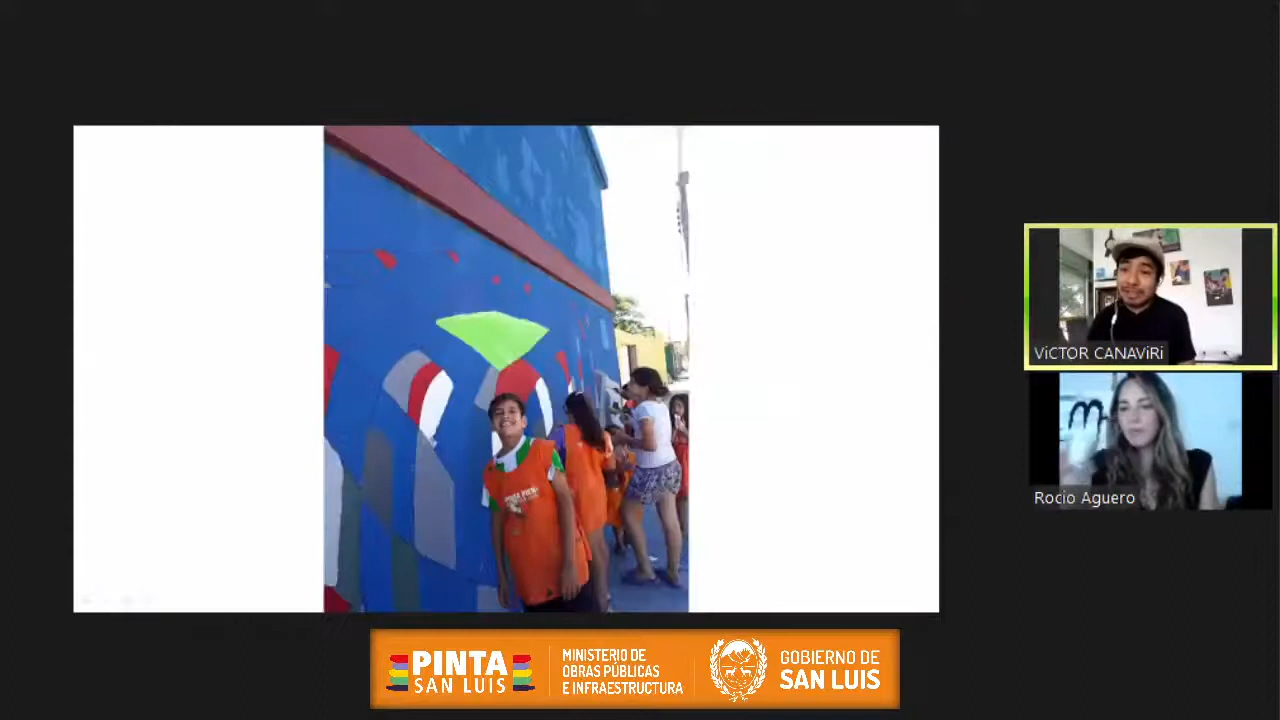 ViCTOR CANAViRi
Rocio Aguero
PINTA
SAN LUIS
MINISTERIO DE
OBRAS PÚBLICAS
E INFRAESTRUCTURA
GOBIERNO DE
SAN LUIS